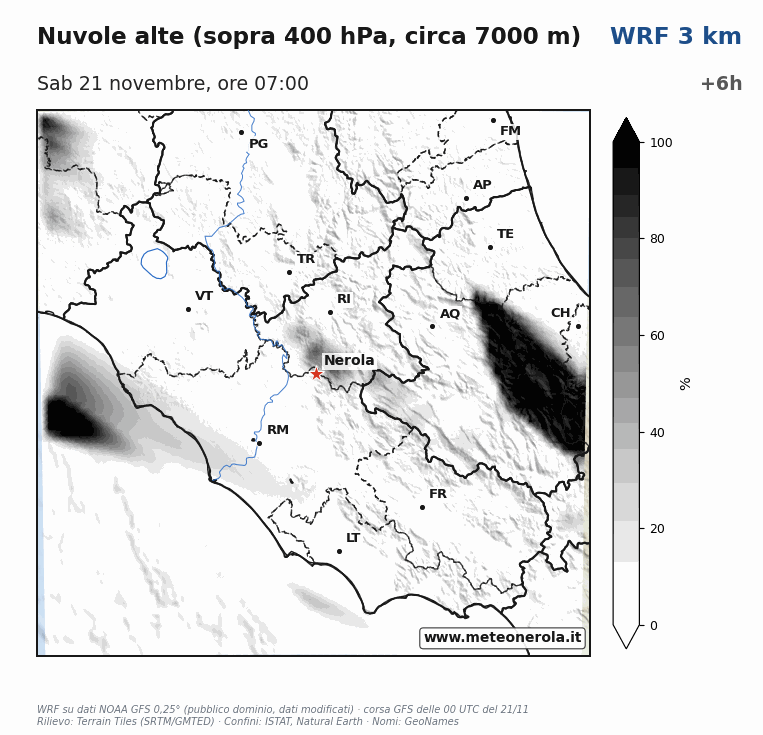 Nuvole alte (sopra 400 hPa, circa 7000 m) WRF 3 km
Sab 21 novembre, ore 07:00 +6h
FM
PG
AP
TE
TR
VT
RI
AQ
CH
Nerola
RM
FR
LT
www.meteonerola.it
100
80
60
40
20
0
%
WRF su dati NOAA GFS 0,25° (pubblico dominio, dati modificati) · corsa GFS delle 00 UTC del 21/11
Rilievo: Terrain Tiles (SRTM/GMTED) · Confini: ISTAT, Natural Earth · Nomi: GeoNames